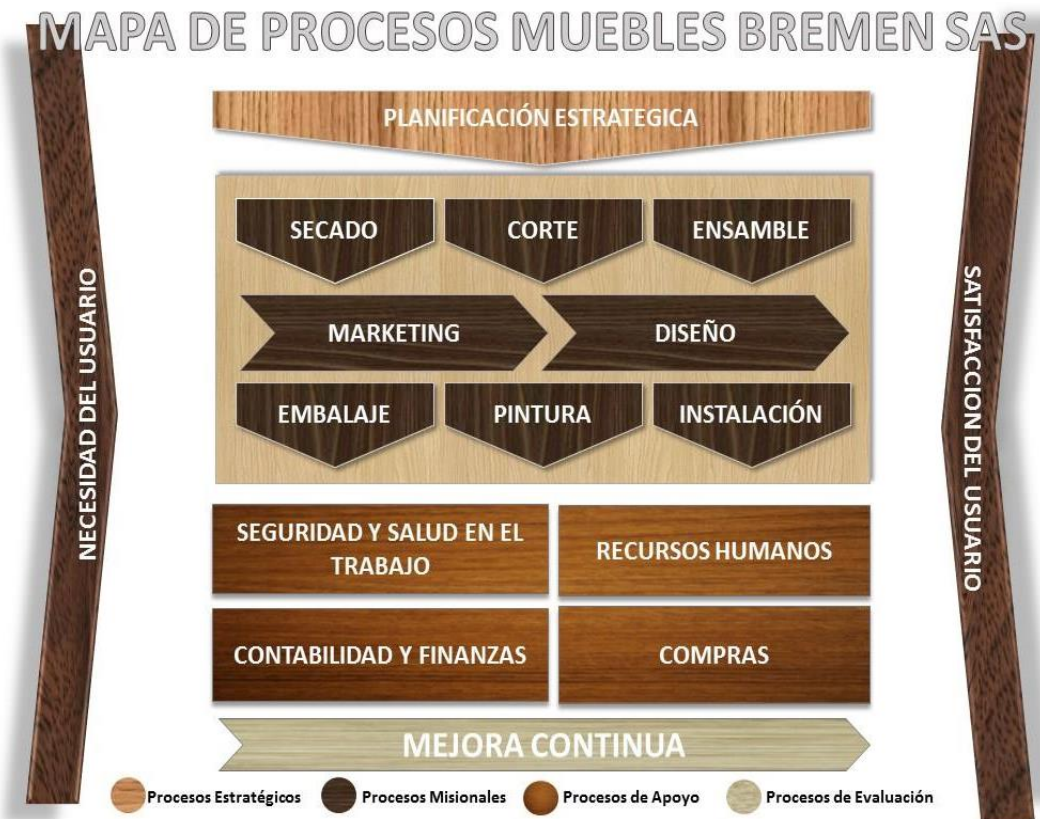 MAPA DE PROCESOS MUEBLES BREMEN SAS
NECESIDAD DEL USUARIO
PLANIFICACIÓN ESTRATEGICA
SECADO
CORTE
ENSAMBLE
MARKETING
DISEÑO
EMBALAJE
PINTURA
INSTALACIÓN
SEGURIDAD Y SALUD EN EL
TRABAJO
RECURSOS HUMANOS
CONTABILIDAD Y FINANZAS
COMPRAS
MEJORA CONTINUA
SATISFACCION DEL USUARIO
Procesos Estratégicos
Procesos Misionales
Procesos de Apoyo
Procesos de Evaluación